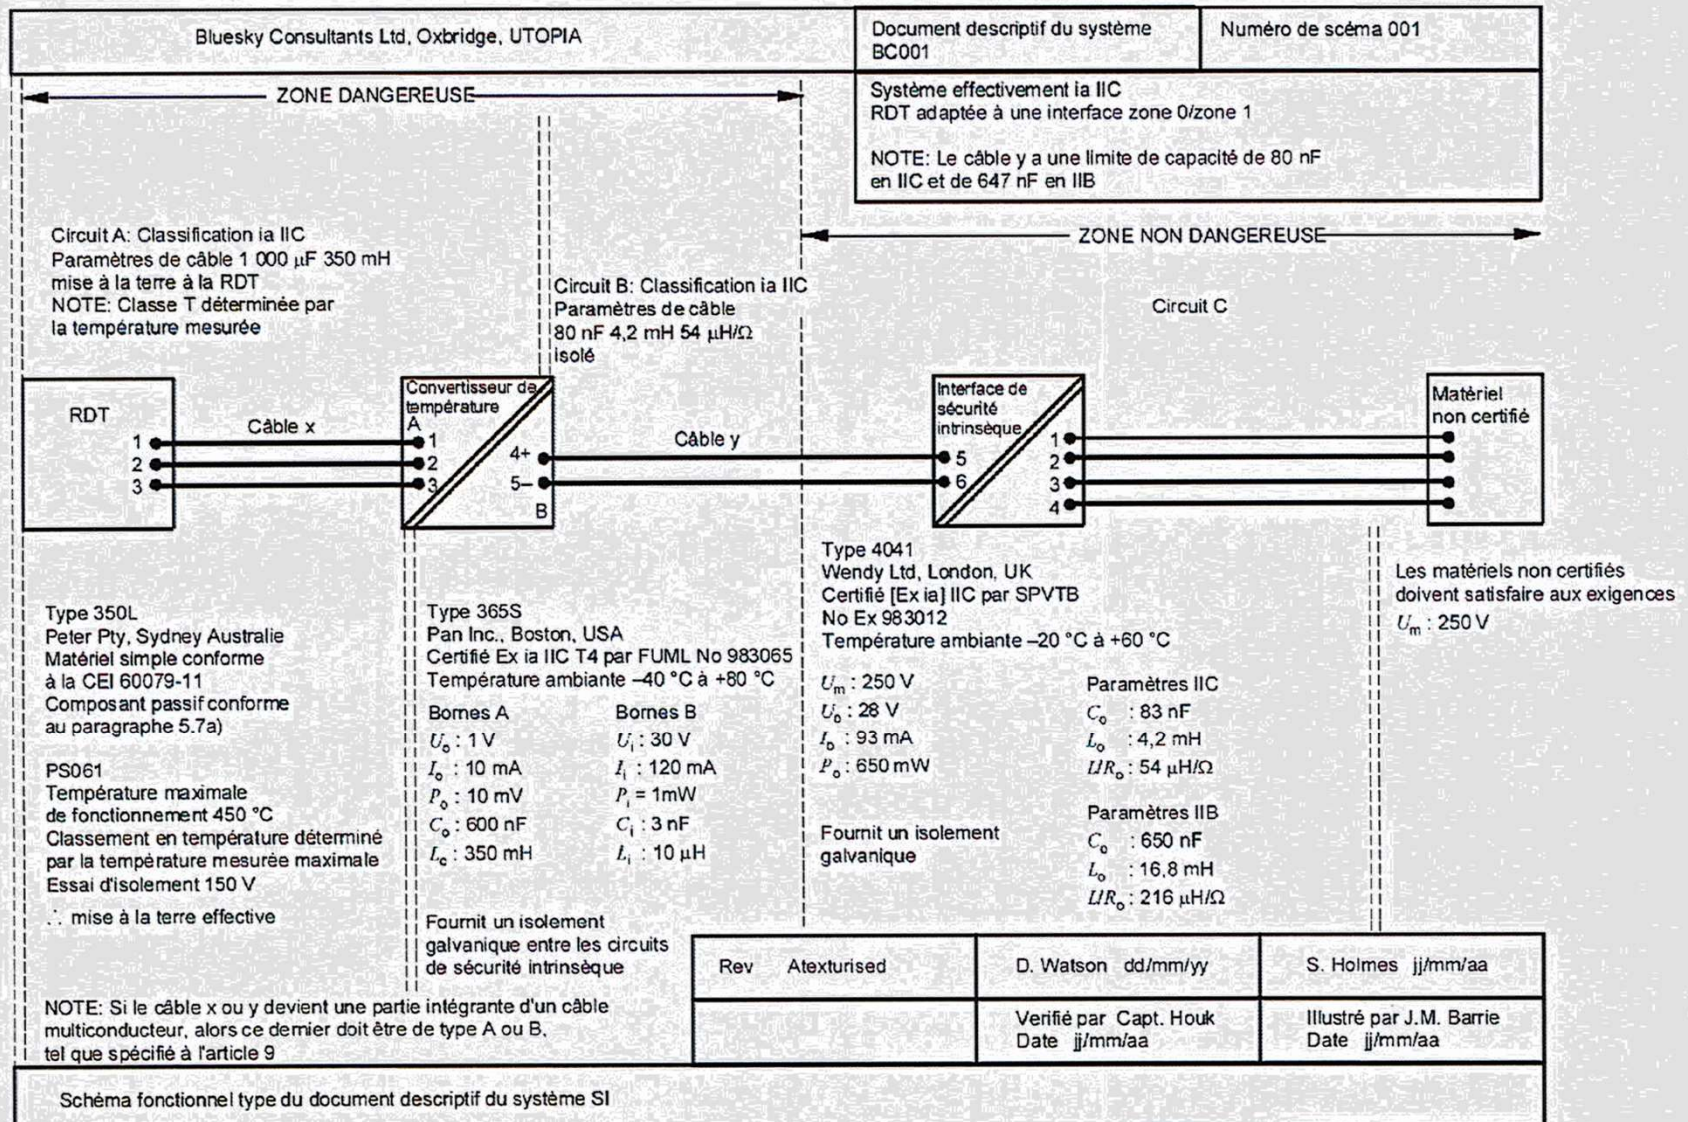 Bluesky Consultants Ltd, Oxbridge, UTOPIA
Document descriptif du système
BC001
Numéro de scéma 001
ZONE DANGEREUSE
Système effectivement ia IIC
RDT adaptée à une interface zone 0/zone 1
NOTE: Le câble y a une limite de capacité de 80 nF
en IIC et de 647 nF en IIB
ZONE NON DANGEREUSE
Circuit A: Classification ia IIC
Paramètres de câble 1 000 µF 350 mH
mise à la terre à la RDT
NOTE: Classe T déterminée par
la température mesurée
Circuit B: Classification ia IIC
Paramètres de câble
80 nF 4,2 mH 54 µH/Ω
isolé
Circuit C
RDT
1
2
3
Câble x
Convertisseur de
température
A
1
2
3
4+
5–
B
Câble y
Interface de
sécurité
intrinsèque
5
6
1
2
3
4
Matériel
non certifié
Type 350L
Peter Pty, Sydney Australie
Matériel simple conforme
à la CEI 60079-11
Composant passif conforme
au paragraphe 5.7a)
PS061
Température maximale
de fonctionnement 450 °C
Classement en température déterminé
par la température mesurée maximale
Essai d'isolement 150 V
∴ mise à la terre effective
Type 365S
Pan Inc., Boston, USA
Certifié Ex ia IIC T4 par FUML No 983065
Température ambiante –40 °C à +80 °C
Bornes A
Uo : 1 V
Io : 10 mA
Po : 10 mV
Co : 600 nF
Lo : 350 mH
Bornes B
Ui : 30 V
Ii : 120 mA
Pi = 1mW
Ci : 3 nF
Li : 10 µH
Fournit un isolement
galvanique entre les circuits
de sécurité intrinsèque
Type 4041
Wendy Ltd, London, UK
Certifié [Ex ia] IIC par SPVTB
No Ex 983012
Température ambiante –20 °C à +60 °C
Um : 250 V
Uo : 28 V
Io : 93 mA
Po : 650 mW
Fournit un isolement
galvanique
Paramètres IIC
Co : 83 nF
Lo : 4,2 mH
L/Ro : 54 µH/Ω
Paramètres IIB
Co : 650 nF
Lo : 16,8 mH
L/Ro : 216 µH/Ω
Les matériels non certifiés
doivent satisfaire aux exigences
Um : 250 V
NOTE: Si le câble x ou y devient une partie intégrante d'un câble
multiconducteur, alors ce dernier doit être de type A ou B,
tel que spécifié à l'article 9
Rev Atexturised
D. Watson dd/mm/yy
S. Holmes jj/mm/aa
Verifié par Capt. Houk
Date jj/mm/aa
Illustré par J.M. Barrie
Date jj/mm/aa
Schéma fonctionnel type du document descriptif du système SI